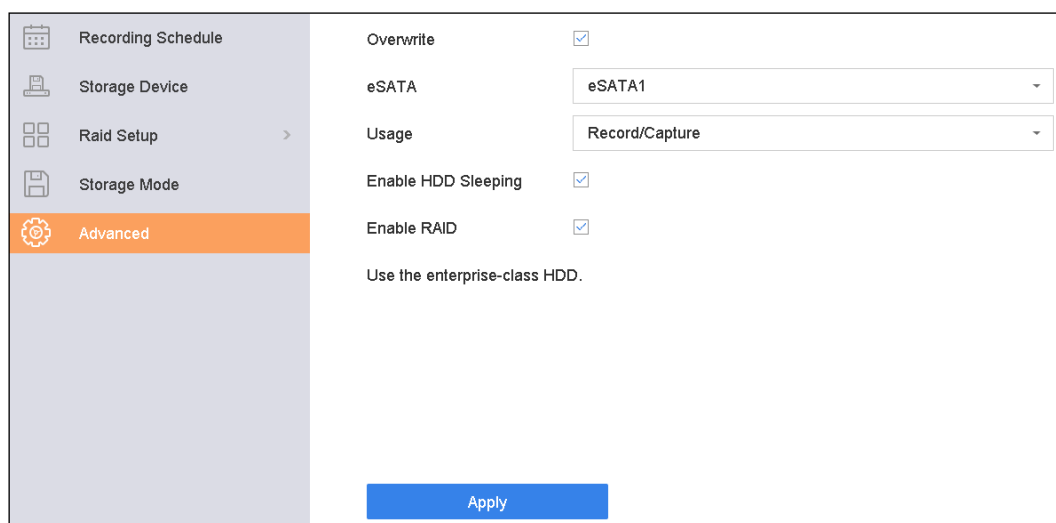 Recording Schedule
Storage Device
Raid Setup
Storage Mode
Advanced
Overwrite
eSATA eSATA1
Usage Record/Capture
Enable HDD Sleeping
Enable RAID
Use the enterprise-class HDD.
Apply